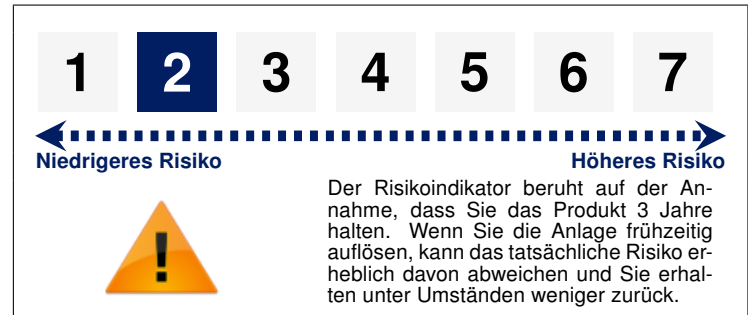 1 2 3 4 5 6 7
Niedrigeres Risiko Höheres Risiko
Der Risikoindikator beruht auf der An-
nahme, dass Sie das Produkt 3 Jahre
halten. Wenn Sie die Anlage frühzeitig
auflösen, kann das tatsächliche Risiko er-
heblich davon abweichen und Sie erhal-
ten unter Umständen weniger zurück.
!